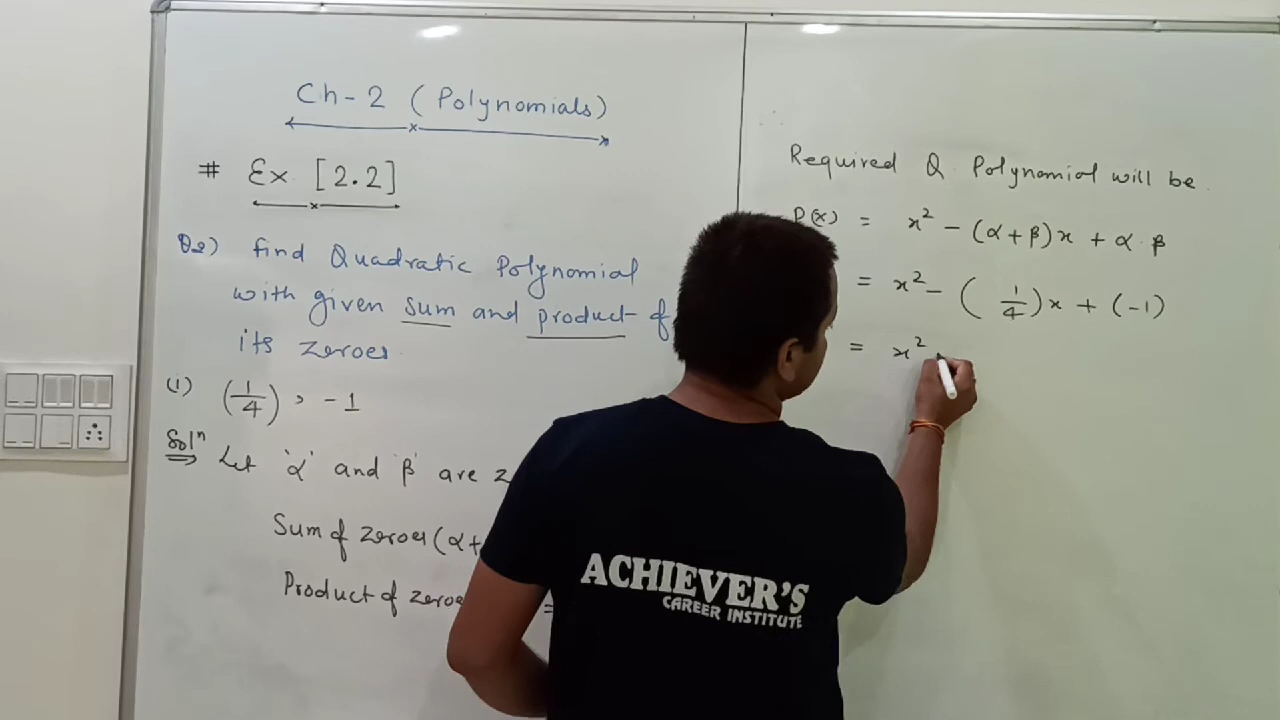 Ch-2 (Polynomials)
# Ex [2.2]
Q2) find Quadratic Polynomial
with given sum and product of
its zeroes
(i) (1/4) , -1
Solⁿ Let 'α' and 'β' are
Sum of zeroes (α+
Product of zeroes =
Required Q. Polynomial will be
P(x) = x² - (α+β)x + α·β
= x² - (1/4)x + (-1)
= x²
ACHIEVER'S
CAREER INSTITUTE